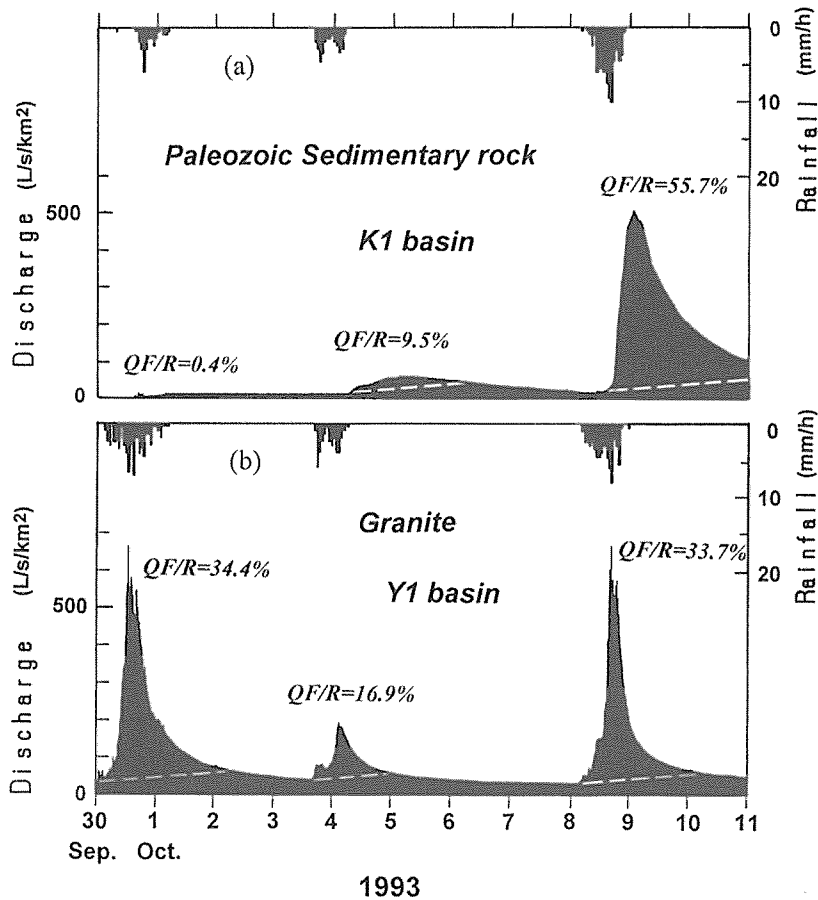 (a)
Paleozoic Sedimentary rock
K1 basin
QF/R=0.4%
QF/R=9.5%
QF/R=55.7%
Discharge (L/s/km2)
500
0
Rainfall (mm/h)
0
10
20
(b)
Granite
Y1 basin
QF/R=34.4%
QF/R=16.9%
QF/R=33.7%
Discharge (L/s/km2)
500
0
Rainfall (mm/h)
0
10
20
30 1 2 3 4 5 6 7 8 9 10 11
Sep. Oct.
1993